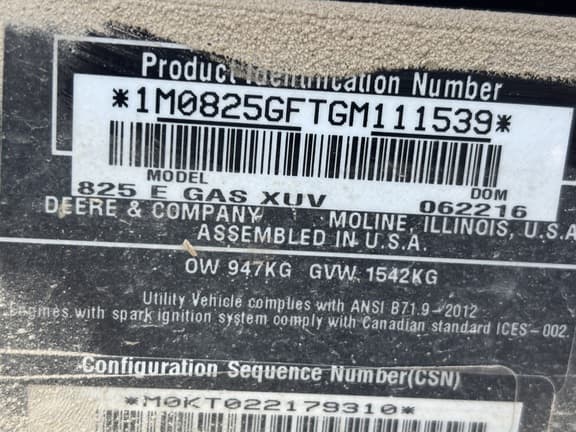 Product Identification Number
*1M0825GFTGM111539*
MODEL DOM
825 E GAS XUV 062216
DEERE & COMPANY MOLINE, ILLINOIS, U.S.A
ASSEMBLED IN U.S.A.
OW 947KG GVW 1542KG
Utility Vehicle complies with ANSI B71.9-2012
Engines with spark ignition system comply with Canadian standard ICES-002.
Configuration Sequence Number(CSN)
*M0KT022179310*